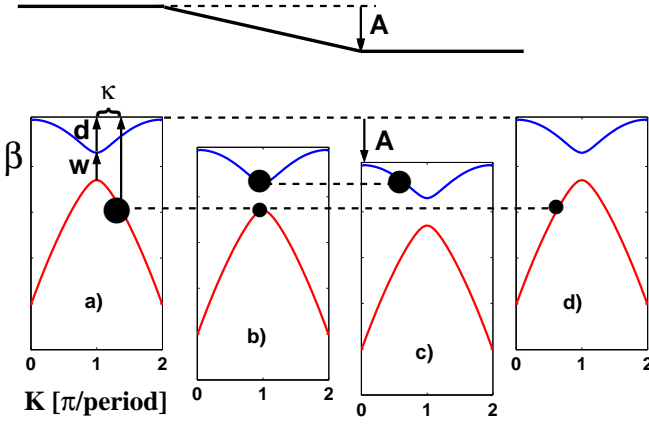 A
κ
d
A
β
w
a)
b)
c)
d)
0 1 2
0 1 2
0 1 2
0 1 2
K [π/period]